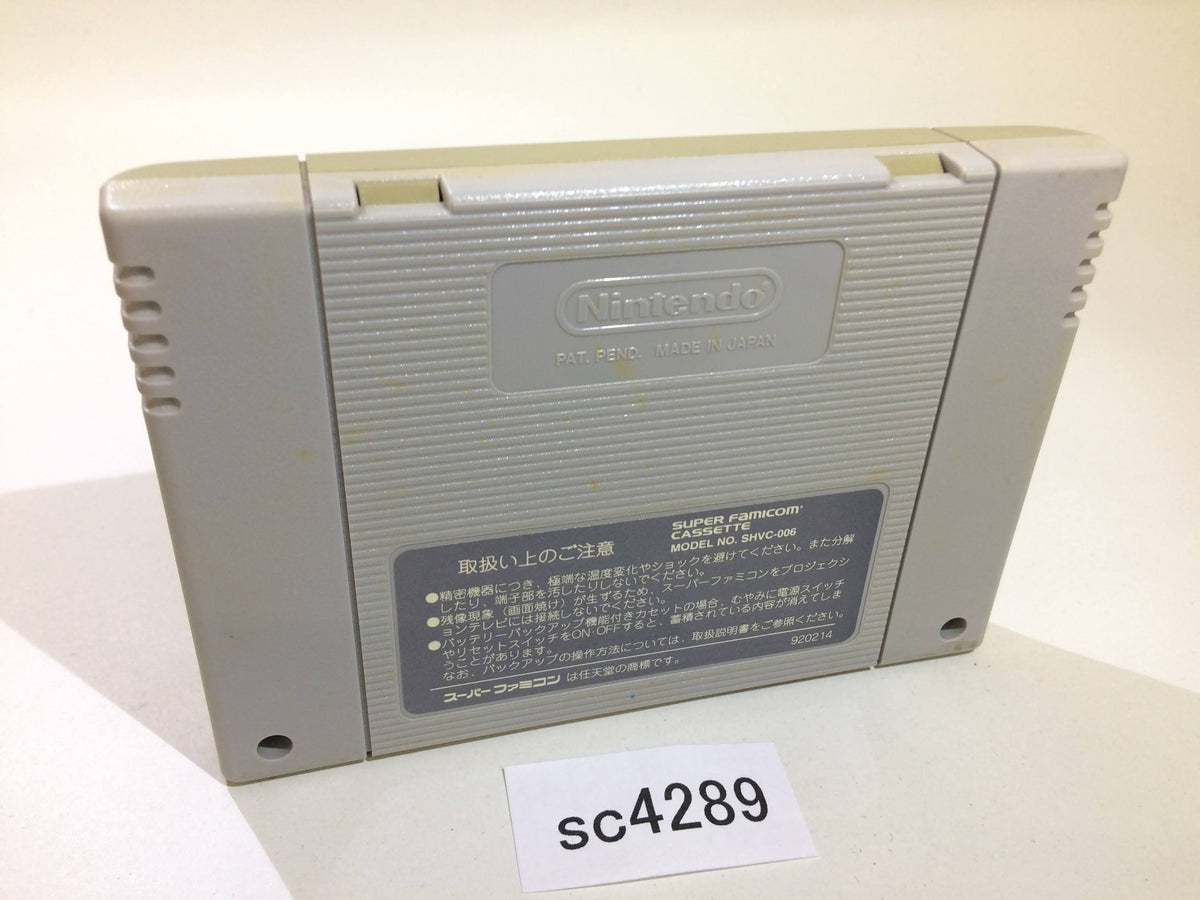 Nintendo
PAT. PEND. MADE IN JAPAN
取扱い上のご注意
SUPER FAMICOM
CASSETTE
MODEL NO. SHVC-006
●精密機器につき、極端な温度変化やショックを避けてください。また分解
したり、端子部を汚したりしないでください。
●残像現象(画面焼け)が生ずるため、スーパーファミコンをプロジェクシ
ョンテレビには接続しないでください。
●バッテリーバックアップ機能付きカセットの場合、むやみに電源スイッチ
やリセットスイッチをON・OFFすると、蓄積されている内容が消えてしま
うことがあります。
なお、バックアップの操作方法については、取扱説明書をご参照ください。
920214
スーパーファミコン は任天堂の商標です。
sc4289